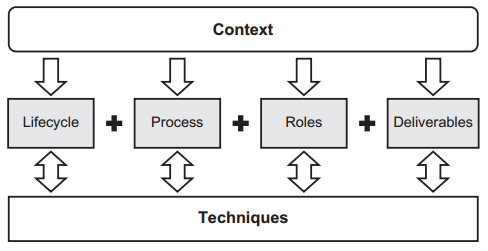 Context
Lifecycle + Process + Roles + Deliverables
Techniques